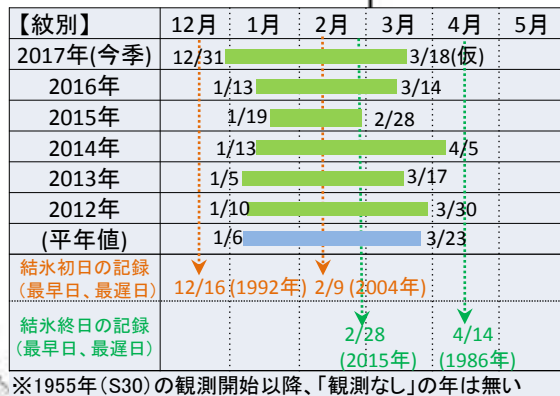 【紋別】 12月 1月 2月 3月 4月 5月
2017年(今季) 12/31 3/18(仮)
2016年 1/13 3/14
2015年 1/19 2/28
2014年 1/13 4/5
2013年 1/5 3/17
2012年 1/10 3/30
(平年値) 1/6 3/23
結氷初日の記録
(最早日、最遅日) 12/16 (1992年) 2/9 (2004年)
結氷終日の記録 2/28 4/14
(最早日、最遅日) (2015年) (1986年)
※1955年(S30)の観測開始以降、「観測なし」の年は無い